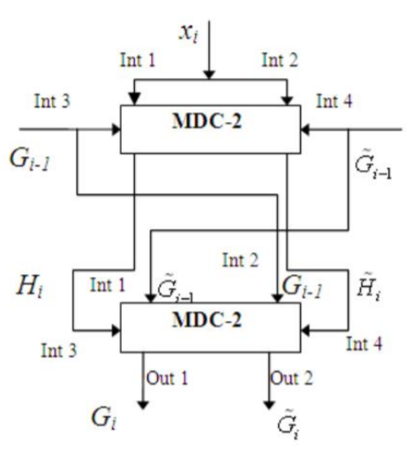 x_i
Int 1 Int 2
Int 3 MDC-2 Int 4
G_{i-1} G̃_{i-1}
Int 2
H_i Int 1 G̃_{i-1} G_{i-1} H̃_i
MDC-2
Int 3 Int 4
Out 1 Out 2
G_i G̃_i